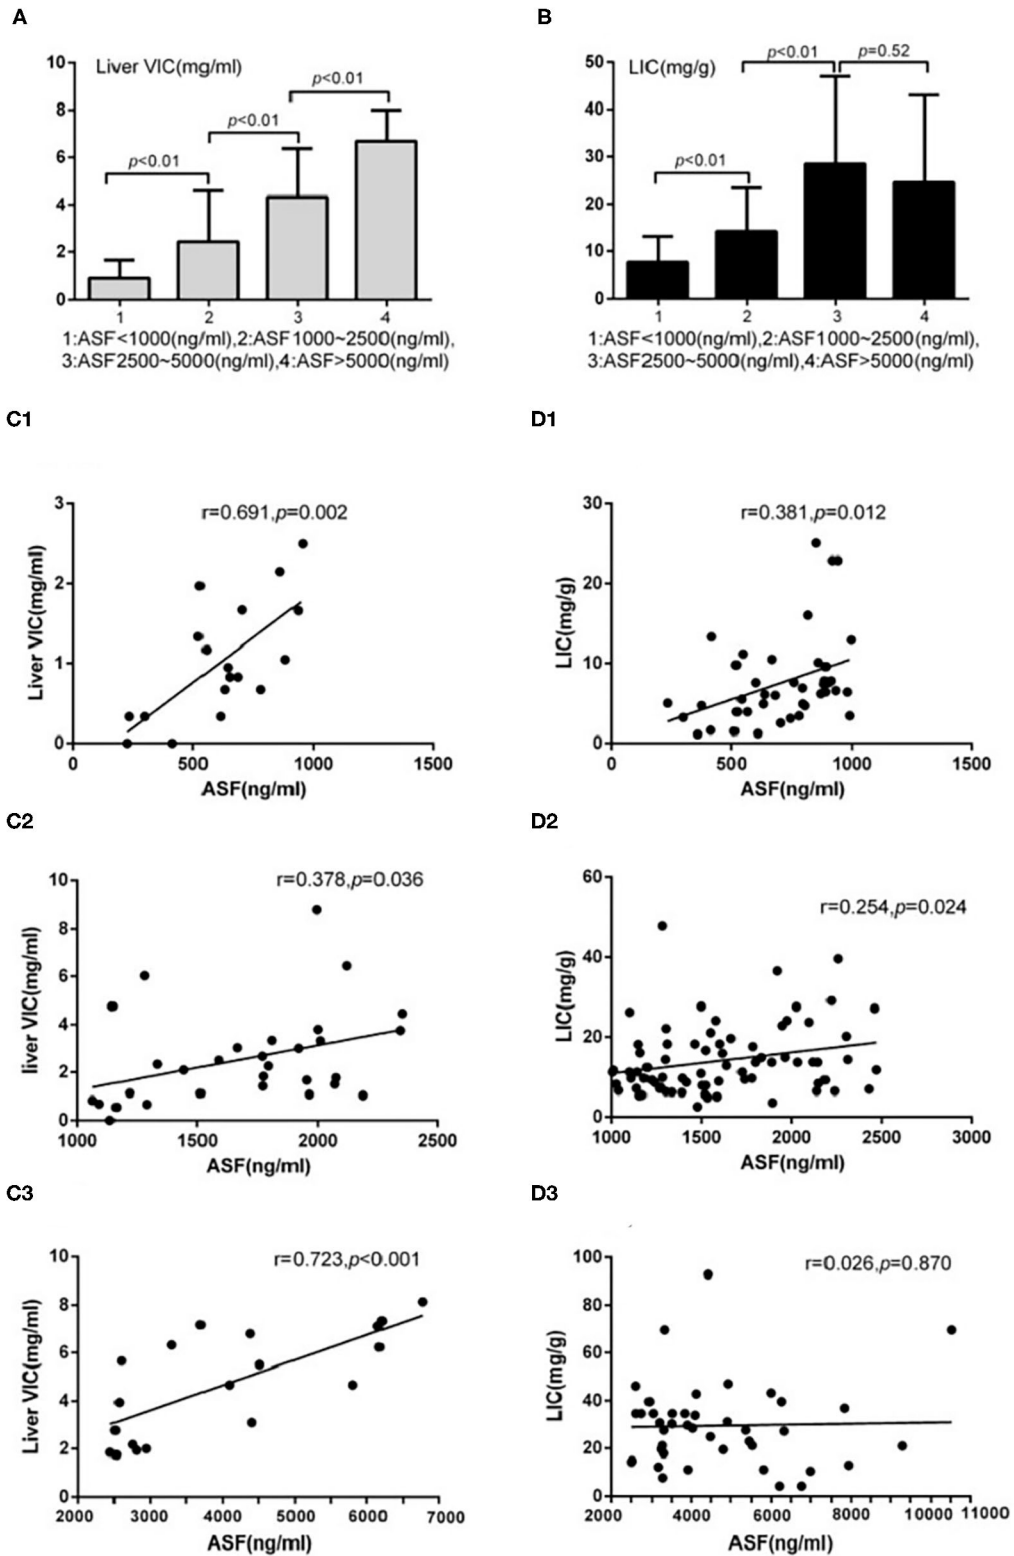 A
B
Liver VIC(mg/ml)
p<0.01
p<0.01
p<0.01
10
8
6
4
2
0
1 2 3 4
1:ASF<1000(ng/ml),2:ASF1000~2500(ng/ml),
3:ASF2500~5000(ng/ml),4:ASF>5000(ng/ml)
LIC(mg/g)
p<0.01
p=0.52
p<0.01
50
40
30
20
10
0
1 2 3 4
1:ASF<1000(ng/ml),2:ASF1000~2500(ng/ml),
3:ASF2500~5000(ng/ml),4:ASF>5000(ng/ml)
C1
D1
r=0.691,p=0.002
Liver VIC(mg/ml)
3
2
1
0
0 500 1000 1500
ASF(ng/ml)
r=0.381,p=0.012
LIC(mg/g)
30
20
10
0
0 500 1000 1500
ASF(ng/ml)
C2
D2
r=0.378,p=0.036
liver VIC(mg/ml)
10
8
6
4
2
0
1000 1500 2000 2500
ASF(ng/ml)
r=0.254,p=0.024
LIC(mg/g)
60
40
20
0
1000 1500 2000 2500 3000
ASF(ng/ml)
C3
D3
r=0.723,p<0.001
Liver VIC(mg/ml)
10
8
6
4
2
0
2000 3000 4000 5000 6000 7000
ASF(ng/ml)
r=0.026,p=0.870
LIC(mg/g)
100
80
60
40
20
0
2000 4000 6000 8000 10000 11000
ASF(ng/ml)